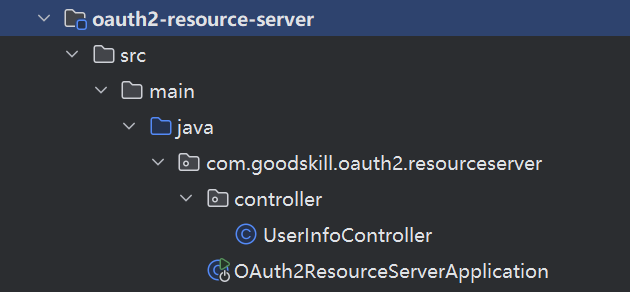 oauth2-resource-server
src
main
java
com.goodskill.oauth2.resourceserver
controller
UserInfoController
OAuth2ResourceServerApplication